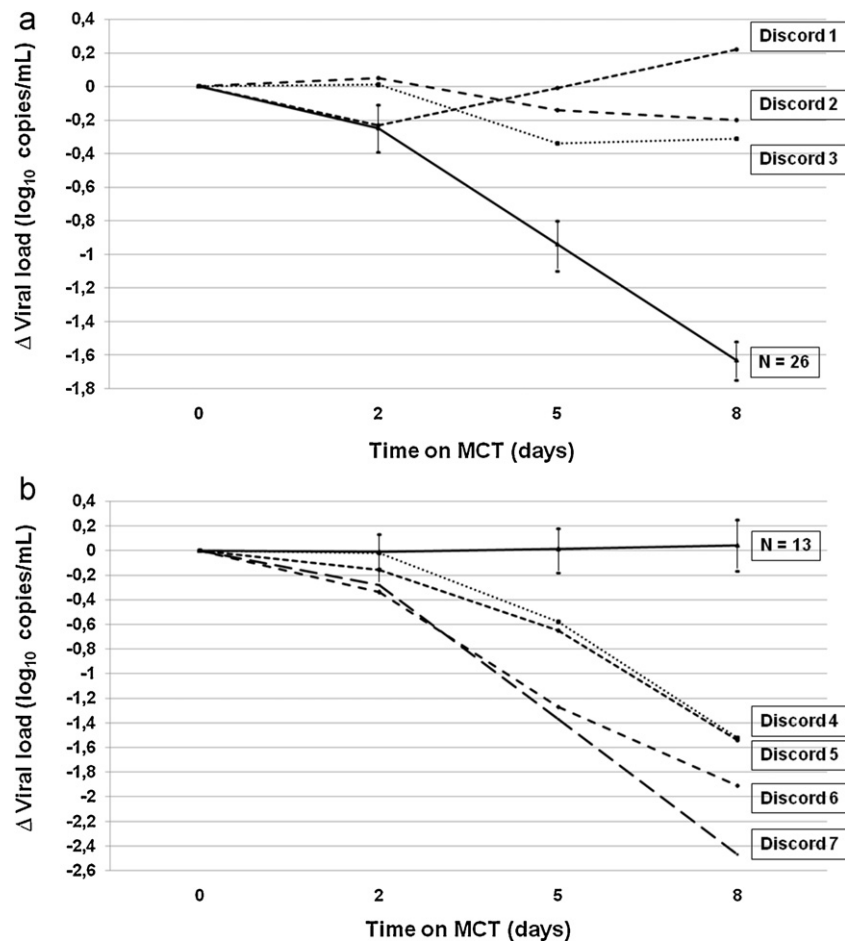 a
0,4
0,2
0
-0,2
-0,4
-0,6
-0,8
-1
-1,2
-1,4
-1,6
-1,8
Δ Viral load (log₁₀ copies/mL)
Discord 1
Discord 2
Discord 3
N = 26
0 2 5 8
Time on MCT (days)
b
0,4
0,2
0
-0,2
-0,4
-0,6
-0,8
-1
-1,2
-1,4
-1,6
-1,8
-2
-2,2
-2,4
-2,6
Δ Viral load (log₁₀ copies/mL)
N = 13
Discord 4
Discord 5
Discord 6
Discord 7
0 2 5 8
Time on MCT (days)